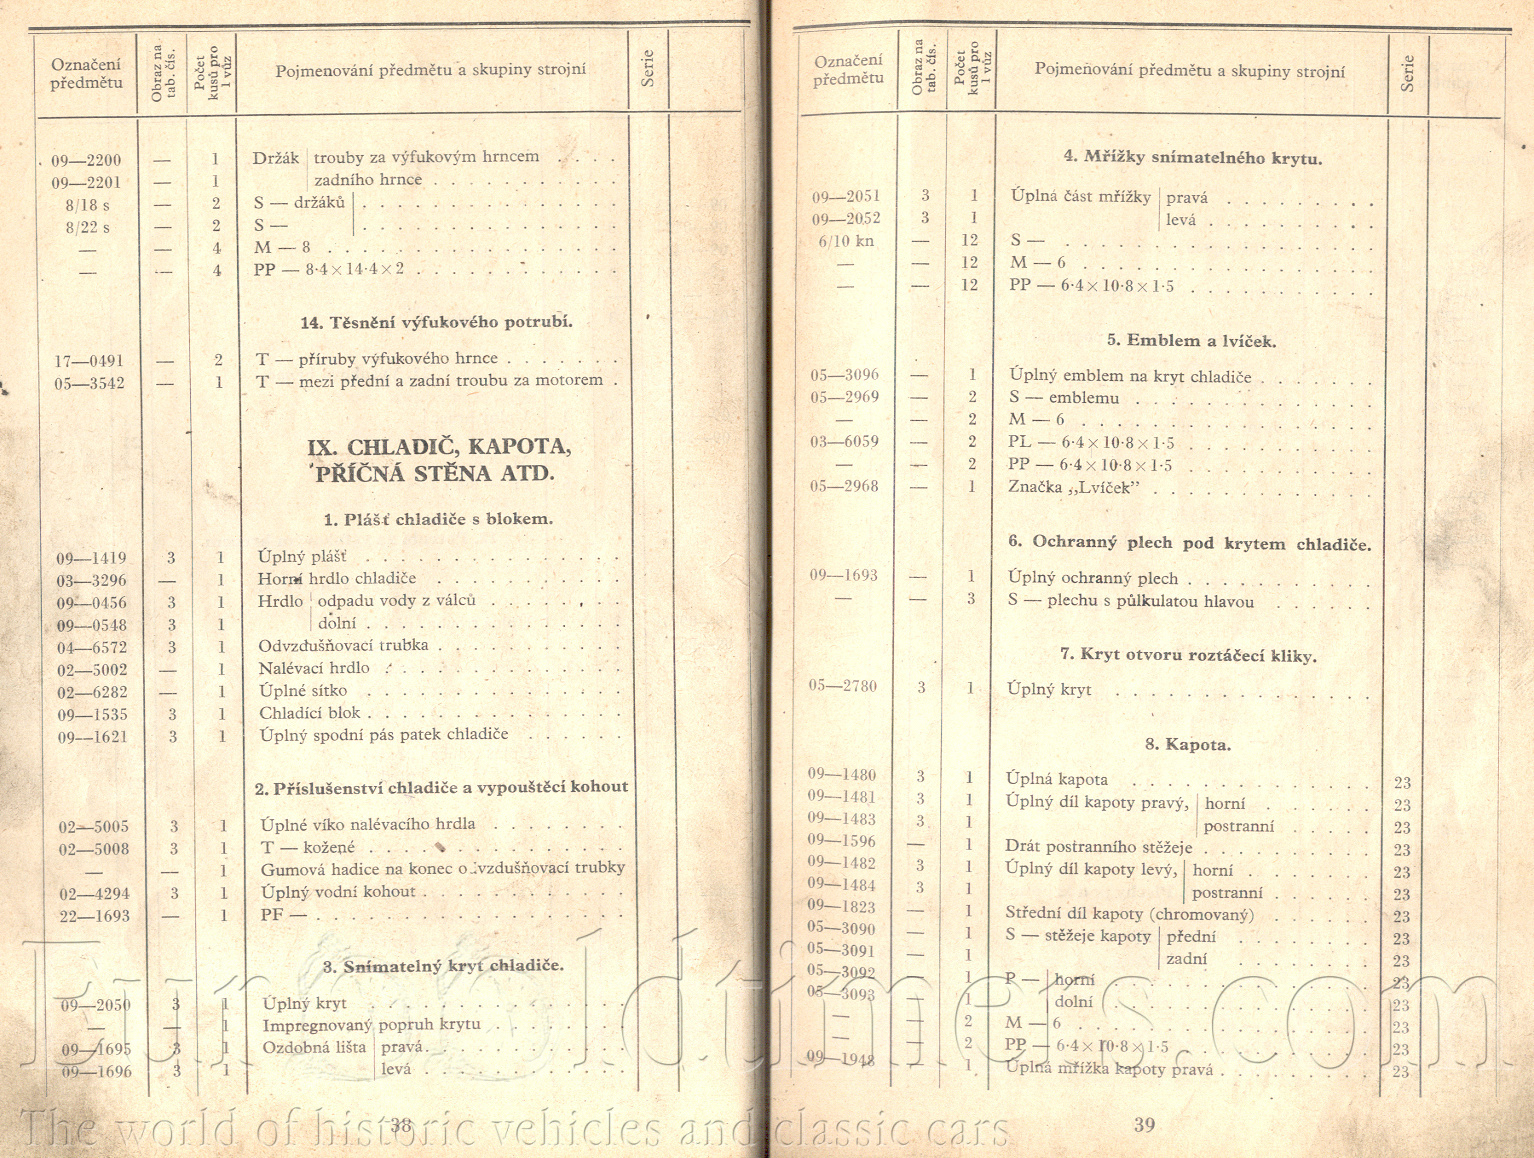 Označení předmětu | Obraz na tab. čís. | Počet kusů pro 1 vůz | Pojmenování předmětu a skupiny strojní | Serie
09—2200 — 1 Držák trouby za výfukovým hrncem
09—2201 — 1 zadního hrnce
8/18 s — 2 S — držáků
8/22 s — 2 S —
— — 4 M — 8
— — 4 PP — 8·4 × 14·4 × 2
14. Těsnění výfukového potrubí.
17—0491 — 2 T — příruby výfukového hrnce
05—3542 — 1 T — mezi přední a zadní troubu za motorem
IX. CHLADIČ, KAPOTA,
PŘÍČNÁ STĚNA ATD.
1. Plášť chladiče s blokem.
09—1419 3 1 Úplný plášť
03—3296 — 1 Horní hrdlo chladiče
09—0456 3 1 Hrdlo odpadu vody z válců
09—0548 3 1 dolní
04—6572 3 1 Odvzdušňovací trubka
02—5002 — 1 Nalévací hrdlo
02—6282 — 1 Úplné sítko
09—1535 3 1 Chladící blok
09—1621 3 1 Úplný spodní pás patek chladiče
2. Příslušenství chladiče a vypouštěcí kohout
02—5005 3 1 Úplné víko nalévacího hrdla
02—5008 3 1 T — kožené
— — 1 Gumová hadice na konec odvzdušňovací trubky
02—4294 3 1 Úplný vodní kohout
22—1693 — 1 PF —
3. Snímatelný kryt chladiče.
09—2050 3 1 Úplný kryt
— — 1 Impregnovaný popruh krytu
09—1695 3 1 Ozdobná lišta pravá
09—1696 3 1 levá
38
Označení předmětu | Obraz na tab. čís. | Počet kusů pro 1 vůz | Pojmenování předmětu a skupiny strojní | Serie
4. Mřížky snímatelného krytu.
09—2051 3 1 Úplná část mřížky pravá
09—2052 3 1 levá
6/10 kn — 12 S —
— — 12 M — 6
— — 12 PP — 6·4 × 10·8 × 1·5
5. Emblem a lvíček.
05—3096 — 1 Úplný emblem na kryt chladiče
05—2969 — 2 S — emblemu
— — 2 M — 6
03—6059 — 2 PL — 6·4 × 10·8 × 1·5
— — 2 PP — 6·4 × 10·8 × 1·5
05—2968 — 1 Značka „Lvíček”
6. Ochranný plech pod krytem chladiče.
09—1693 — 1 Úplný ochranný plech
— — 3 S — plechu s půlkulatou hlavou
7. Kryt otvoru roztáčecí kliky.
05—2780 3 1 Úplný kryt
8. Kapota.
09—1480 3 1 Úplná kapota 23
09—1481 3 1 Úplný díl kapoty pravý, horní 23
09—1483 3 1 postranní 23
09—1596 — 1 Drát postranního stěžeje 23
09—1482 3 1 Úplný díl kapoty levý, horní 23
09—1484 3 1 postranní 23
09—1823 — 1 Střední díl kapoty (chromovaný) 23
05—3090 — 1 S — stěžeje kapoty přední 23
05—3091 — 1 zadní 23
05—3092 — 1 P — horní 23
05—3093 — 1 dolní 23
— — 2 M — 6 23
— — 2 PP — 6·4 × 10·8 × 1·5 23
09—1948 — 1 Úplná mřížka kapoty pravá 23
39
Eurooldtimers.com
The world of historic vehicles and classic cars